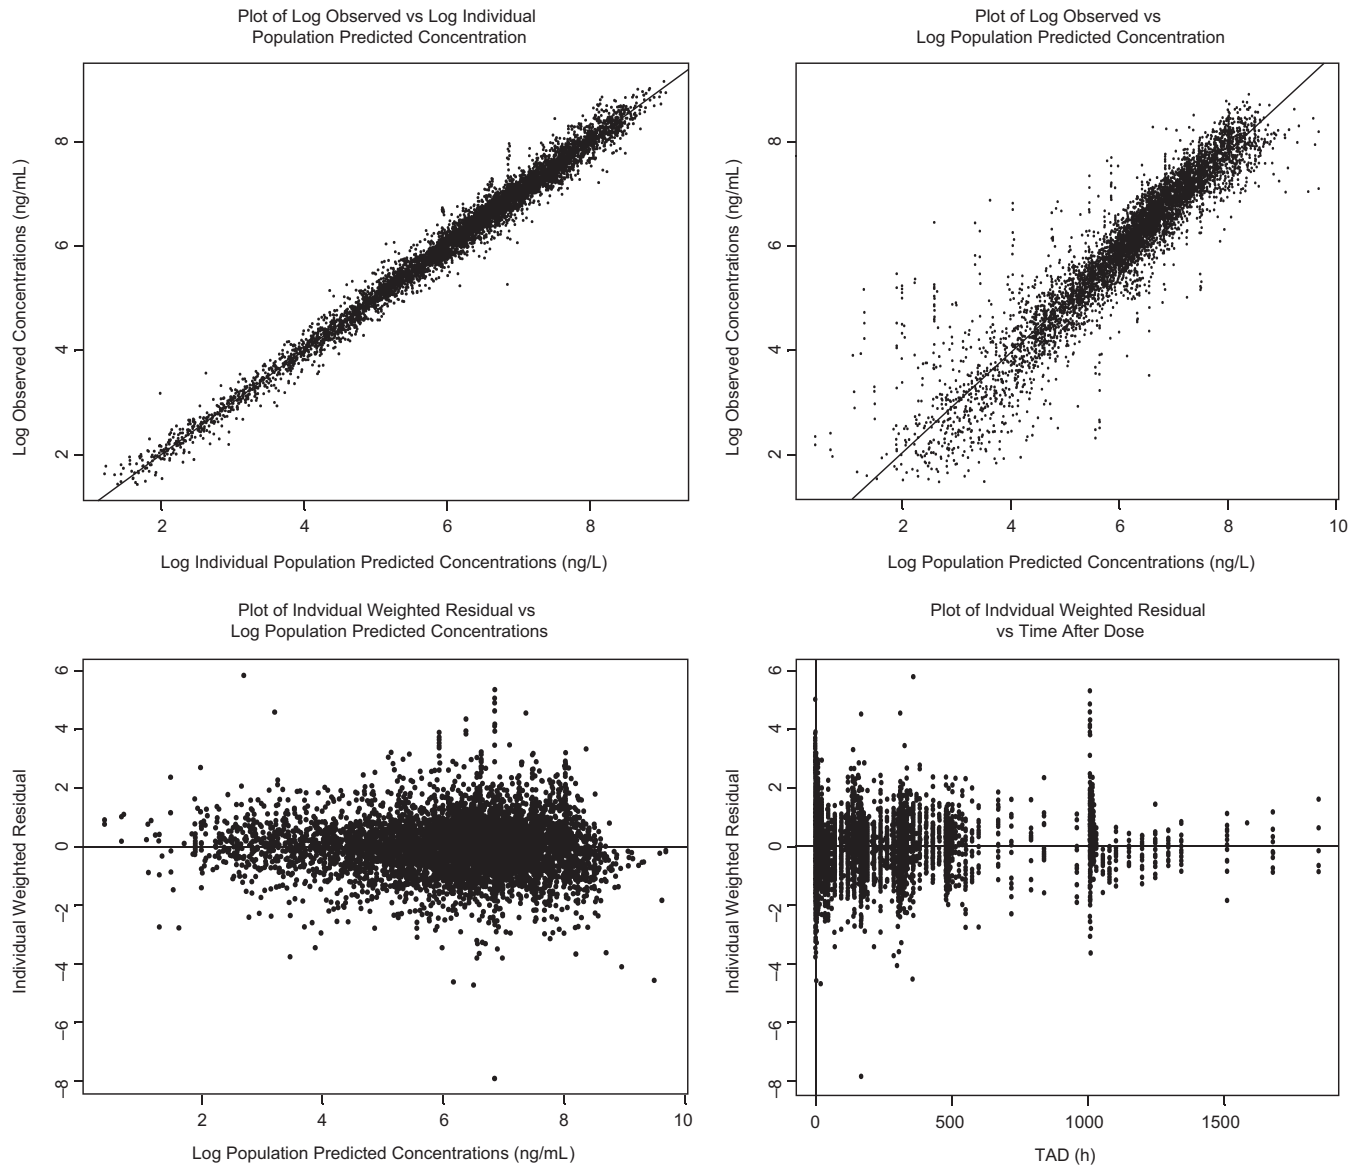 Plot of Log Observed vs Log Individual
Population Predicted Concentration
Log Observed Concentrations (ng/mL)
8
6
4
2
2 4 6 8
Log Individual Population Predicted Concentrations (ng/L)
Plot of Log Observed vs
Log Population Predicted Concentration
Log Observed Concentrations (ng/mL)
8
6
4
2
2 4 6 8 10
Log Population Predicted Concentrations (ng/L)
Plot of Indvidual Weighted Residual vs
Log Population Predicted Concentrations
Individual Weighted Residual
6
4
2
0
–2
–4
–6
–8
2 4 6 8 10
Log Population Predicted Concentrations (ng/mL)
Plot of Indvidual Weighted Residual
vs Time After Dose
Individual Weighted Residual
6
4
2
0
–2
–4
–6
–8
0 500 1000 1500
TAD (h)